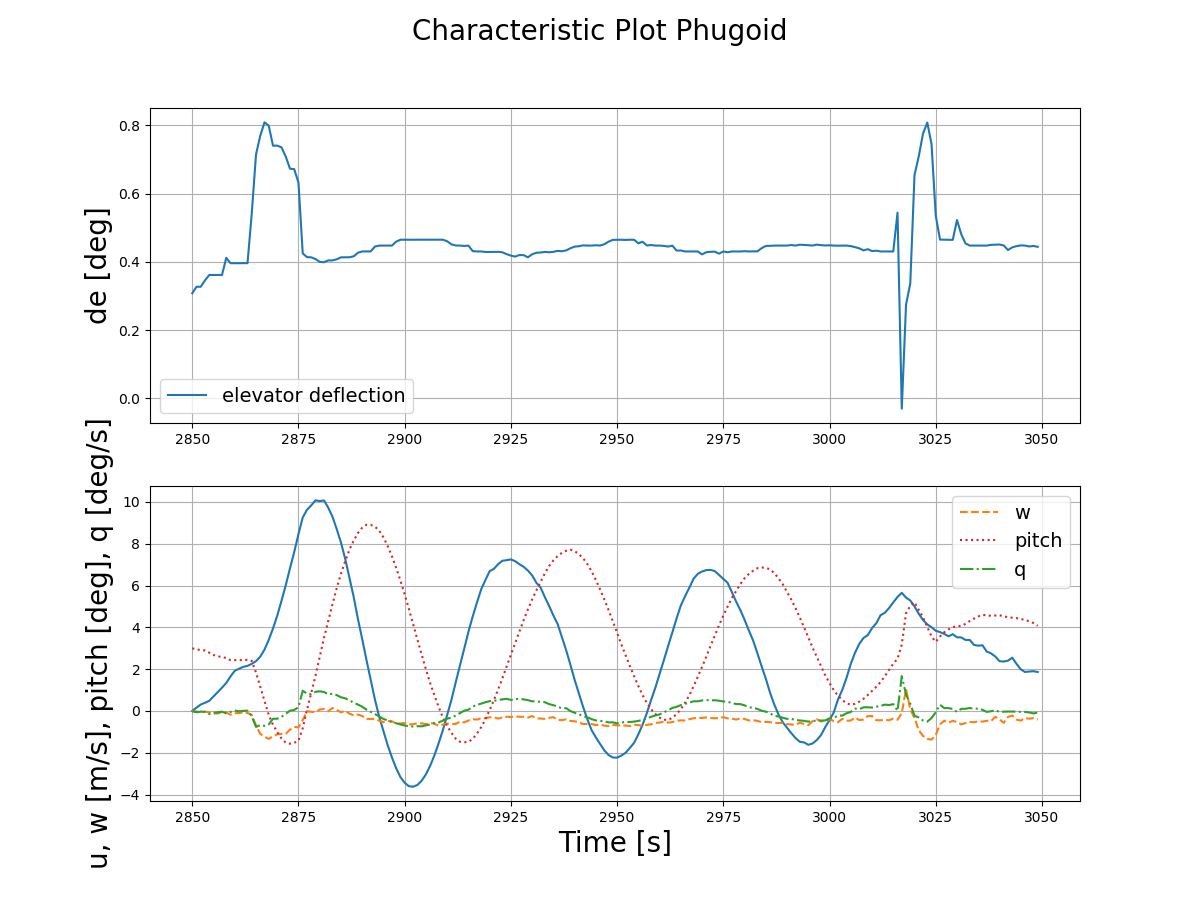 Characteristic Plot Phugoid
de [deg]
0.8
0.6
0.4
0.2
0.0
elevator deflection
2850 2875 2900 2925 2950 2975 3000 3025 3050
u, w [m/s], pitch [deg], q [deg/s]
10
8
6
4
2
0
−2
−4
w
pitch
q
2850 2875 2900 2925 2950 2975 3000 3025 3050
Time [s]